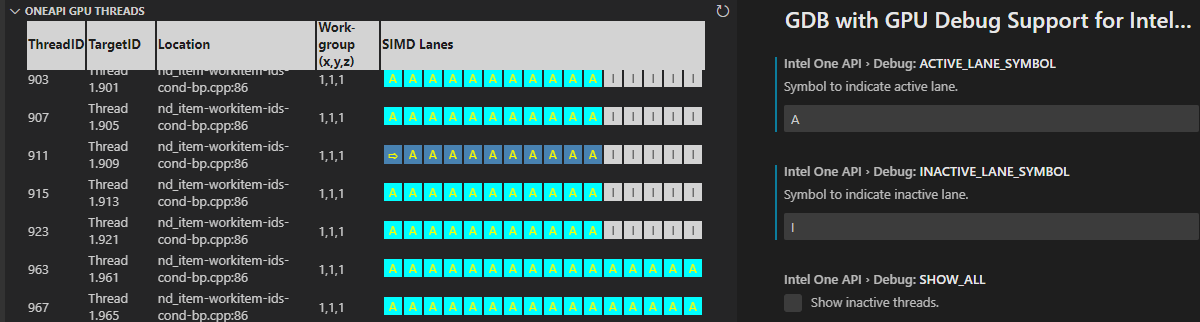 ONEAPI GPU THREADS
ThreadID TargetID Location Work-group (x,y,z) SIMD Lanes
903 Thread 1.901 nd_item-workitem-ids-cond-bp.cpp:86 1,1,1 A A A A A A A A A A A I I I I I
907 Thread 1.905 nd_item-workitem-ids-cond-bp.cpp:86 1,1,1 A A A A A A A A A A A I I I I I
911 Thread 1.909 nd_item-workitem-ids-cond-bp.cpp:86 1,1,1 ⇨ A A A A A A A A A A I I I I I
915 Thread 1.913 nd_item-workitem-ids-cond-bp.cpp:86 1,1,1 A A A A A A A A A A A I I I I I
923 Thread 1.921 nd_item-workitem-ids-cond-bp.cpp:86 1,1,1 A A A A A A A A A A A I I I I I
963 Thread 1.961 nd_item-workitem-ids-cond-bp.cpp:86 1,1,1 A A A A A A A A A A A A A A A A
967 Thread 1.965 nd_item-workitem-ids-cond-bp.cpp:86 1,1,1 A A A A A A A A A A A A A A A A
GDB with GPU Debug Support for Intel...
Intel One API › Debug: ACTIVE_LANE_SYMBOL
Symbol to indicate active lane.
A
Intel One API › Debug: INACTIVE_LANE_SYMBOL
Symbol to indicate inactive lane.
I
Intel One API › Debug: SHOW_ALL
Show inactive threads.